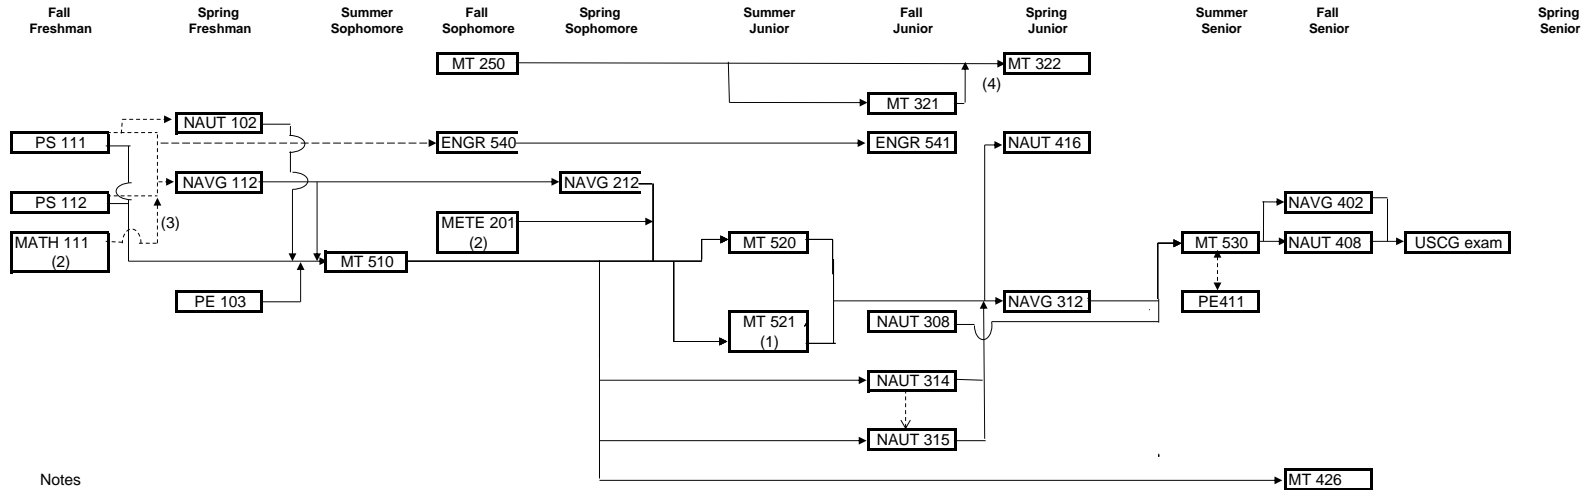 Fall Freshman
Spring Freshman
Summer Sophomore
Fall Sophomore
Spring Sophomore
Summer Junior
Fall Junior
Spring Junior
Summer Senior
Fall Senior
Spring Senior
MT 250
MT 322
(4)
MT 321
NAUT 102
PS 111
ENGR 540
ENGR 541
NAUT 416
NAVG 112
NAVG 212
PS 112
(3)
METE 201
(2)
NAVG 402
MATH 111
(2)
MT 520
MT 530
NAUT 408
USCG exam
MT 510
PE 103
NAVG 312
PE411
MT 521
(1)
NAUT 308
NAUT 314
NAUT 315
Notes
MT 426